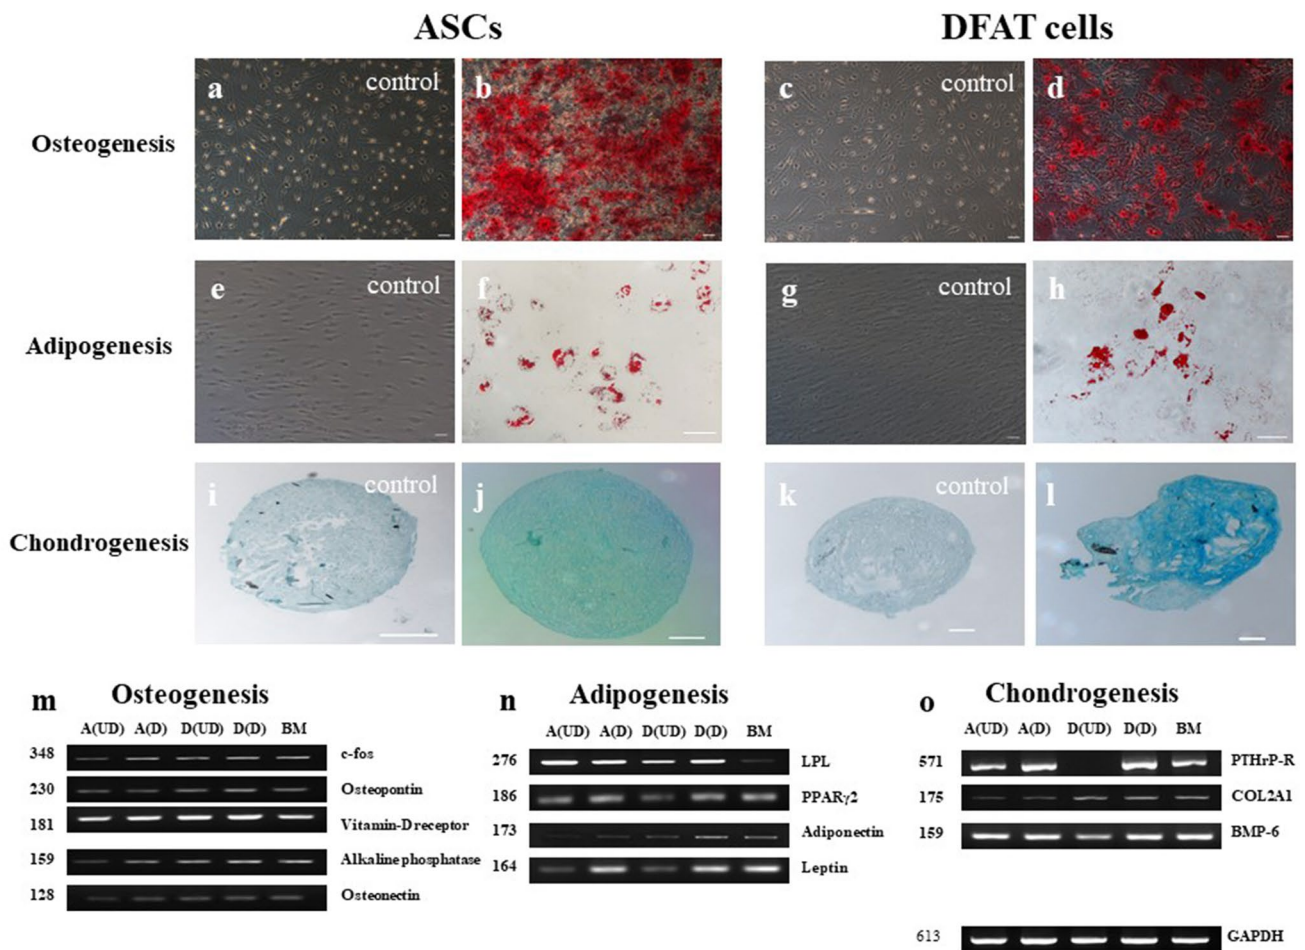 ASCs DFAT cells
Osteogenesis
a control b c control d
Adipogenesis
e control f g control h
Chondrogenesis
i control j k control l
m Osteogenesis
A(UD) A(D) D(UD) D(D) BM
348 c-fos
230 Osteopontin
181 Vitamin-D receptor
159 Alkaline phosphatase
128 Osteonectin
n Adipogenesis
A(UD) A(D) D(UD) D(D) BM
276 LPL
186 PPARγ2
173 Adiponectin
164 Leptin
o Chondrogenesis
A(UD) A(D) D(UD) D(D) BM
571 PTHrP-R
175 COL2A1
159 BMP-6
613 GAPDH